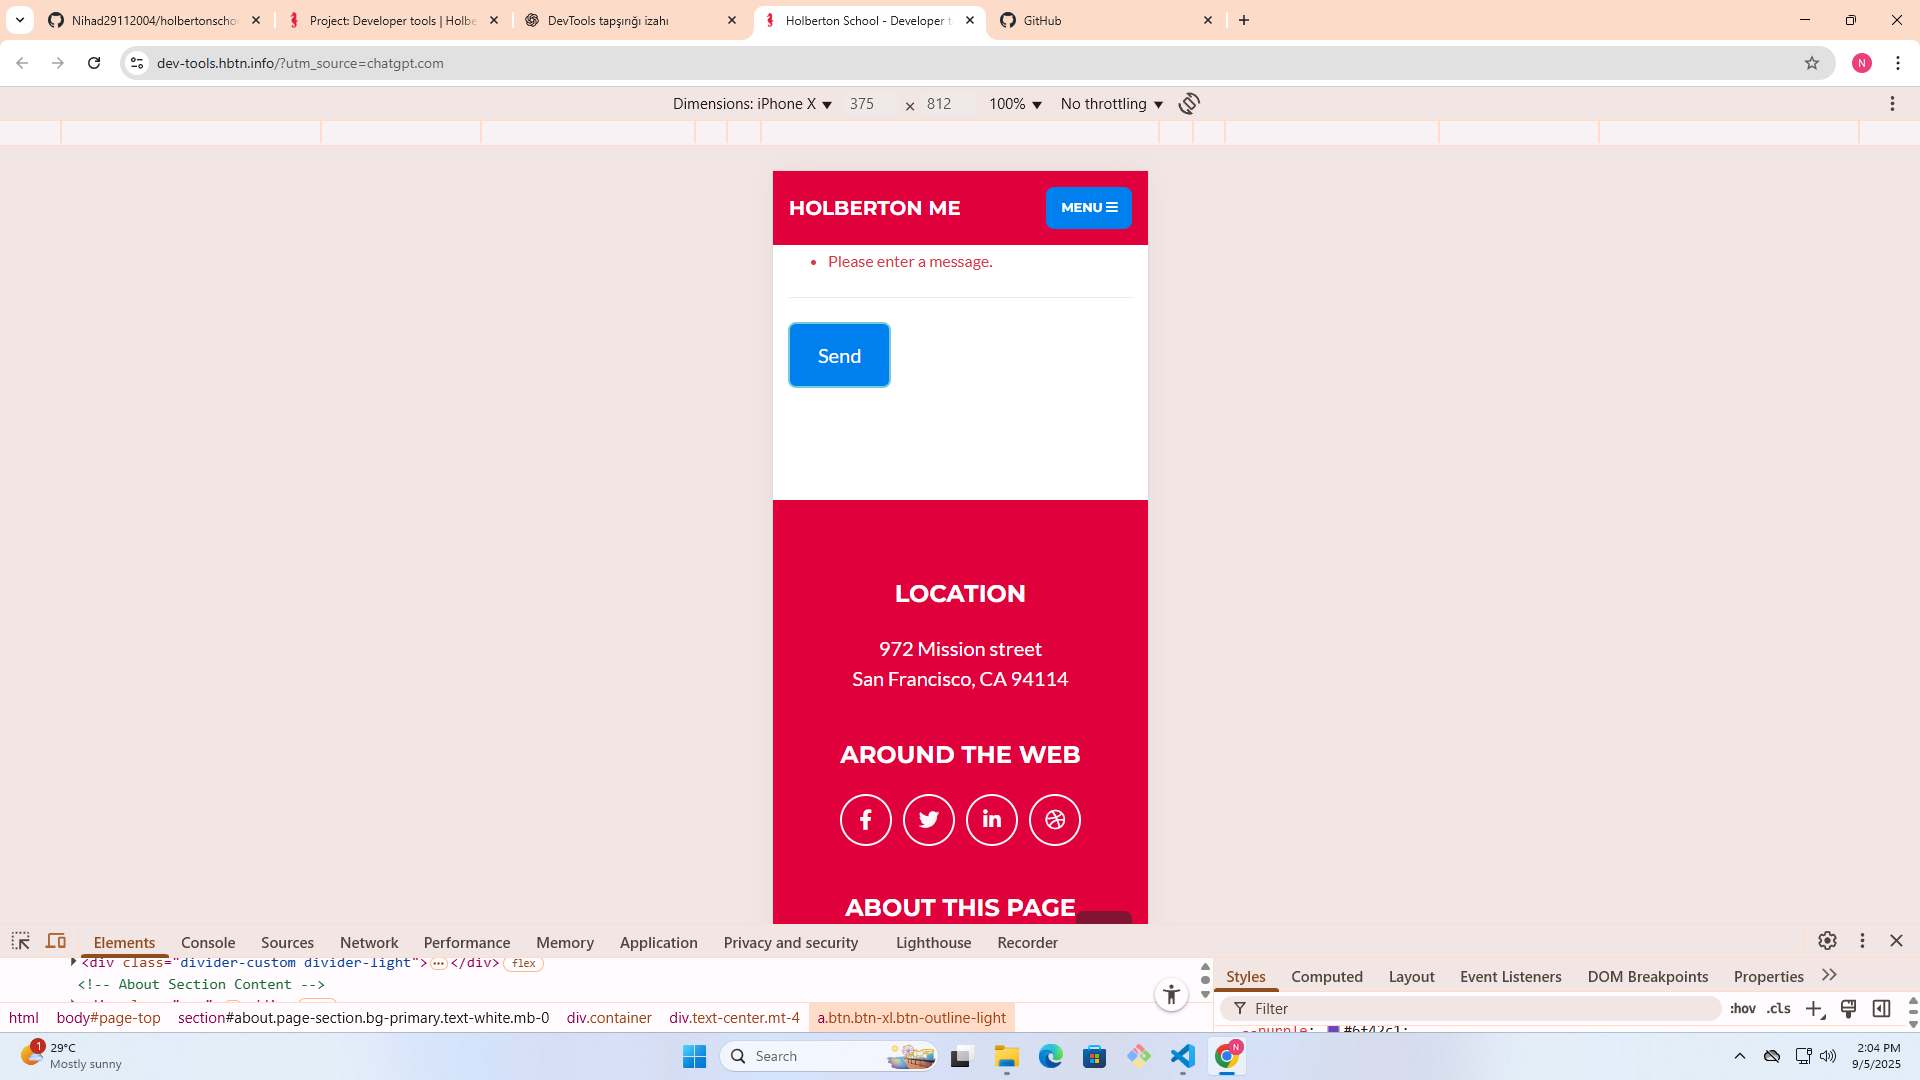 Nihad29112004/holbertonscho
Project: Developer tools | Holbe
DevTools tapşırığı izahı
Holberton School - Developer t
GitHub
dev-tools.hbtn.info/?utm_source=chatgpt.com
N
Dimensions: iPhone X 375 × 812 100% No throttling
HOLBERTON ME
MENU
• Please enter a message.
Send
LOCATION
972 Mission street
San Francisco, CA 94114
AROUND THE WEB
ABOUT THIS PAGE
Elements Console Sources Network Performance Memory Application Privacy and security Lighthouse Recorder
<div class="divider-custom divider-light"> ••• </div> flex
<!-- About Section Content -->
html body#page-top section#about.page-section.bg-primary.text-white.mb-0 div.container div.text-center.mt-4 a.btn.btn-xl.btn-outline-light
Styles Computed Layout Event Listeners DOM Breakpoints Properties
Filter :hov .cls
--purple: #6f42c1;
1
29°C
Mostly sunny
Search
N
2:04 PM
9/5/2025